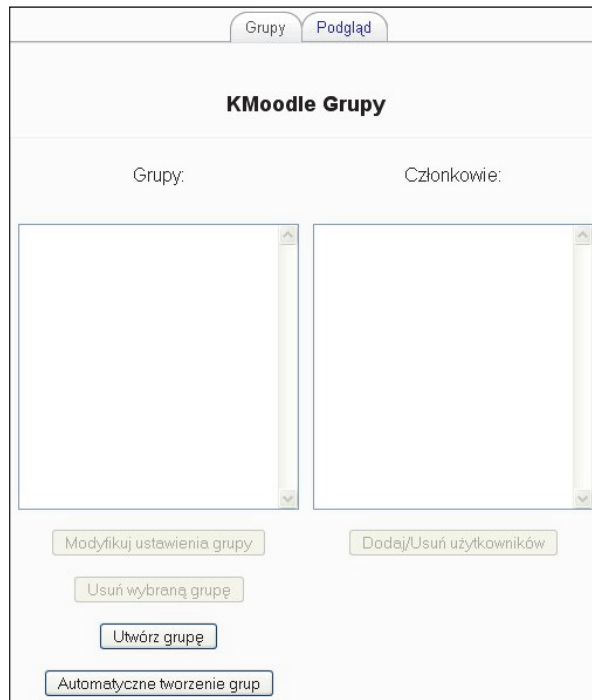 Grupy Podgląd
KMoodle Grupy
Grupy: Członkowie:
Modyfikuj ustawienia grupy Dodaj/Usuń użytkowników
Usuń wybraną grupę
Utwórz grupę
Automatyczne tworzenie grup